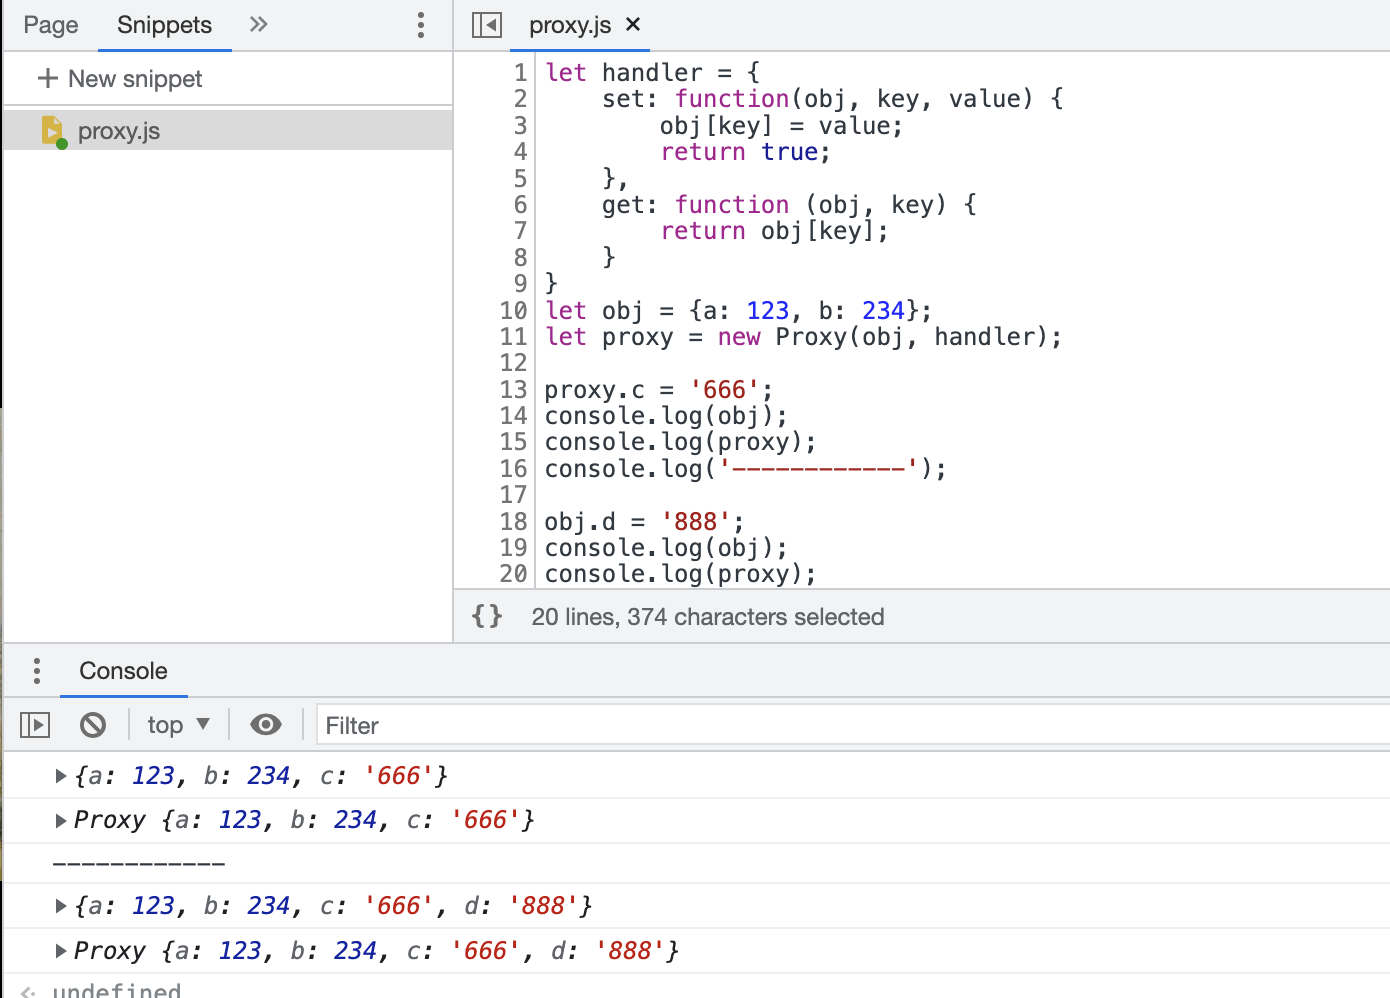 Page Snippets »
proxy.js ×
+ New snippet
proxy.js
1 let handler = {
2     set: function(obj, key, value) {
3         obj[key] = value;
4         return true;
5     },
6     get: function (obj, key) {
7         return obj[key];
8     }
9 }
10 let obj = {a: 123, b: 234};
11 let proxy = new Proxy(obj, handler);
12
13 proxy.c = '666';
14 console.log(obj);
15 console.log(proxy);
16 console.log('------------');
17
18 obj.d = '888';
19 console.log(obj);
20 console.log(proxy);
{} 20 lines, 374 characters selected
Console
top ▼ Filter
▶ {a: 123, b: 234, c: '666'}
▶ Proxy {a: 123, b: 234, c: '666'}
------------
▶ {a: 123, b: 234, c: '666', d: '888'}
▶ Proxy {a: 123, b: 234, c: '666', d: '888'}
undefined